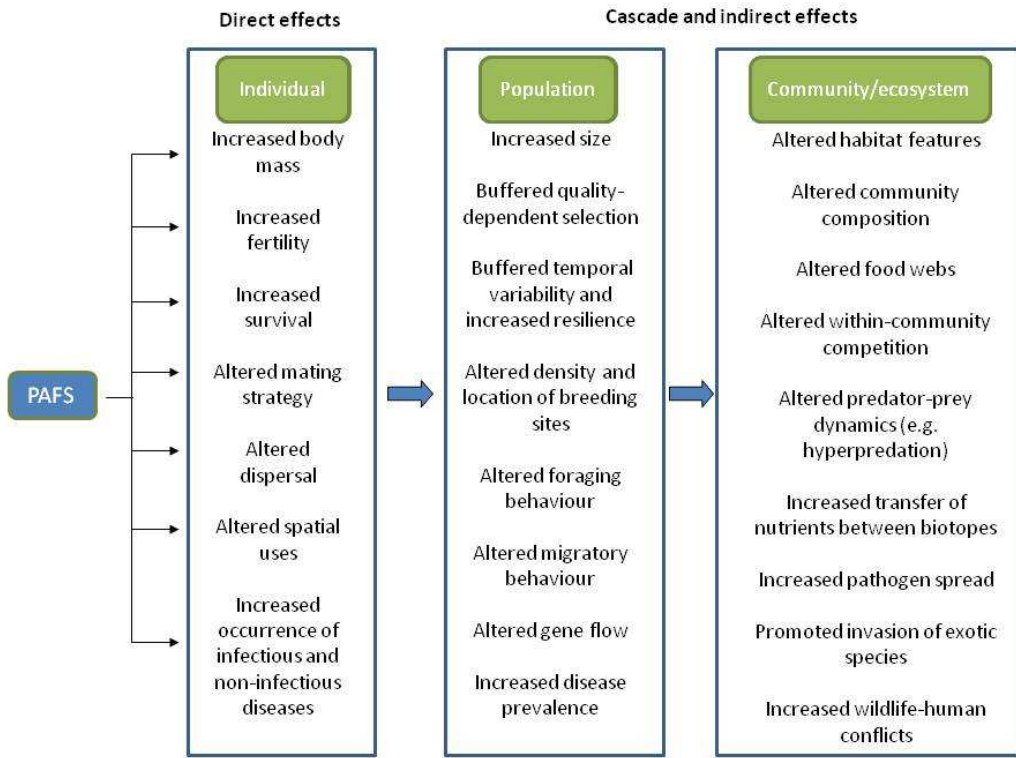 Direct effects
Cascade and indirect effects
PAFS
Individual
Increased body
mass
Increased
fertility
Increased
survival
Altered mating
strategy
Altered
dispersal
Altered spatial
uses
Increased
occurrence of
infectious and
non-infectious
diseases
Population
Increased size
Buffered quality-
dependent selection
Buffered temporal
variability and
increased resilience
Altered density and
location of breeding
sites
Altered foraging
behaviour
Altered migratory
behaviour
Altered gene flow
Increased disease
prevalence
Community/ecosystem
Altered habitat features
Altered community
composition
Altered food webs
Altered within-community
competition
Altered predator-prey
dynamics (e.g.
hyperpredation)
Increased transfer of
nutrients between biotopes
Increased pathogen spread
Promoted invasion of exotic
species
Increased wildlife-human
conflicts